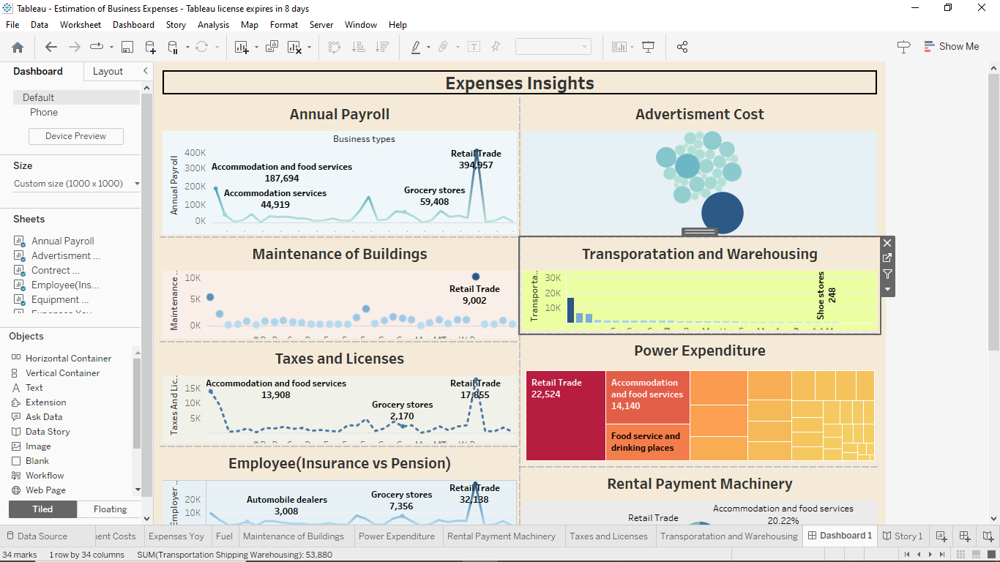 Tableau - Estimation of Business Expenses - Tableau license expires in 8 days
File Data Worksheet Dashboard Story Analysis Map Format Server Window Help
Show Me
Dashboard Layout
Default
Phone
Device Preview
Size
Custom size (1000 x 1000)
Sheets
Annual Payroll
Advertisment ...
Contrect ...
Employee(Ins...
Equipment ...
Expenses Yoy
Objects
Horizontal Container
Vertical Container
Text
Extension
Ask Data
Data Story
Image
Blank
Workflow
Web Page
Tiled Floating
Expenses Insights
Annual Payroll
Business types
Annual Payroll
400K
300K
200K
100K
0K
Accommodation and food services
187,694
Accommodation services
44,919
Grocery stores
59,408
Retail Trade
394,957
Advertisment Cost
Maintenance of Buildings
Maintenance ..
10K
5K
0K
Retail Trade
9,002
Transporatation and Warehousing
Transporta..
30K
20K
10K
Shoe stores
248
Taxes and Licenses
Taxes And Lic..
15K
10K
5K
Accommodation and food services
13,908
Grocery stores
2,170
Retail Trade
17,855
Power Expenditure
Retail Trade
22,524
Accommodation
and food services
14,140
Food service and
drinking places
Employee(Insurance vs Pension)
Employer ..
20K
10K
Automobile dealers
3,008
Grocery stores
7,356
Retail Trade
32,138
Rental Payment Machinery
Accommodation and food services
20.22%
Retail Trade
Data Source ent Costs Expenses Yoy Fuel Maintenance of Buildings Power Expenditure Rental Payment Machinery Taxes and Licenses Transporatation and Warehousing Dashboard 1 Story 1
34 marks 1 row by 34 columns SUM(Transportation Shipping Warehousing): 53,880